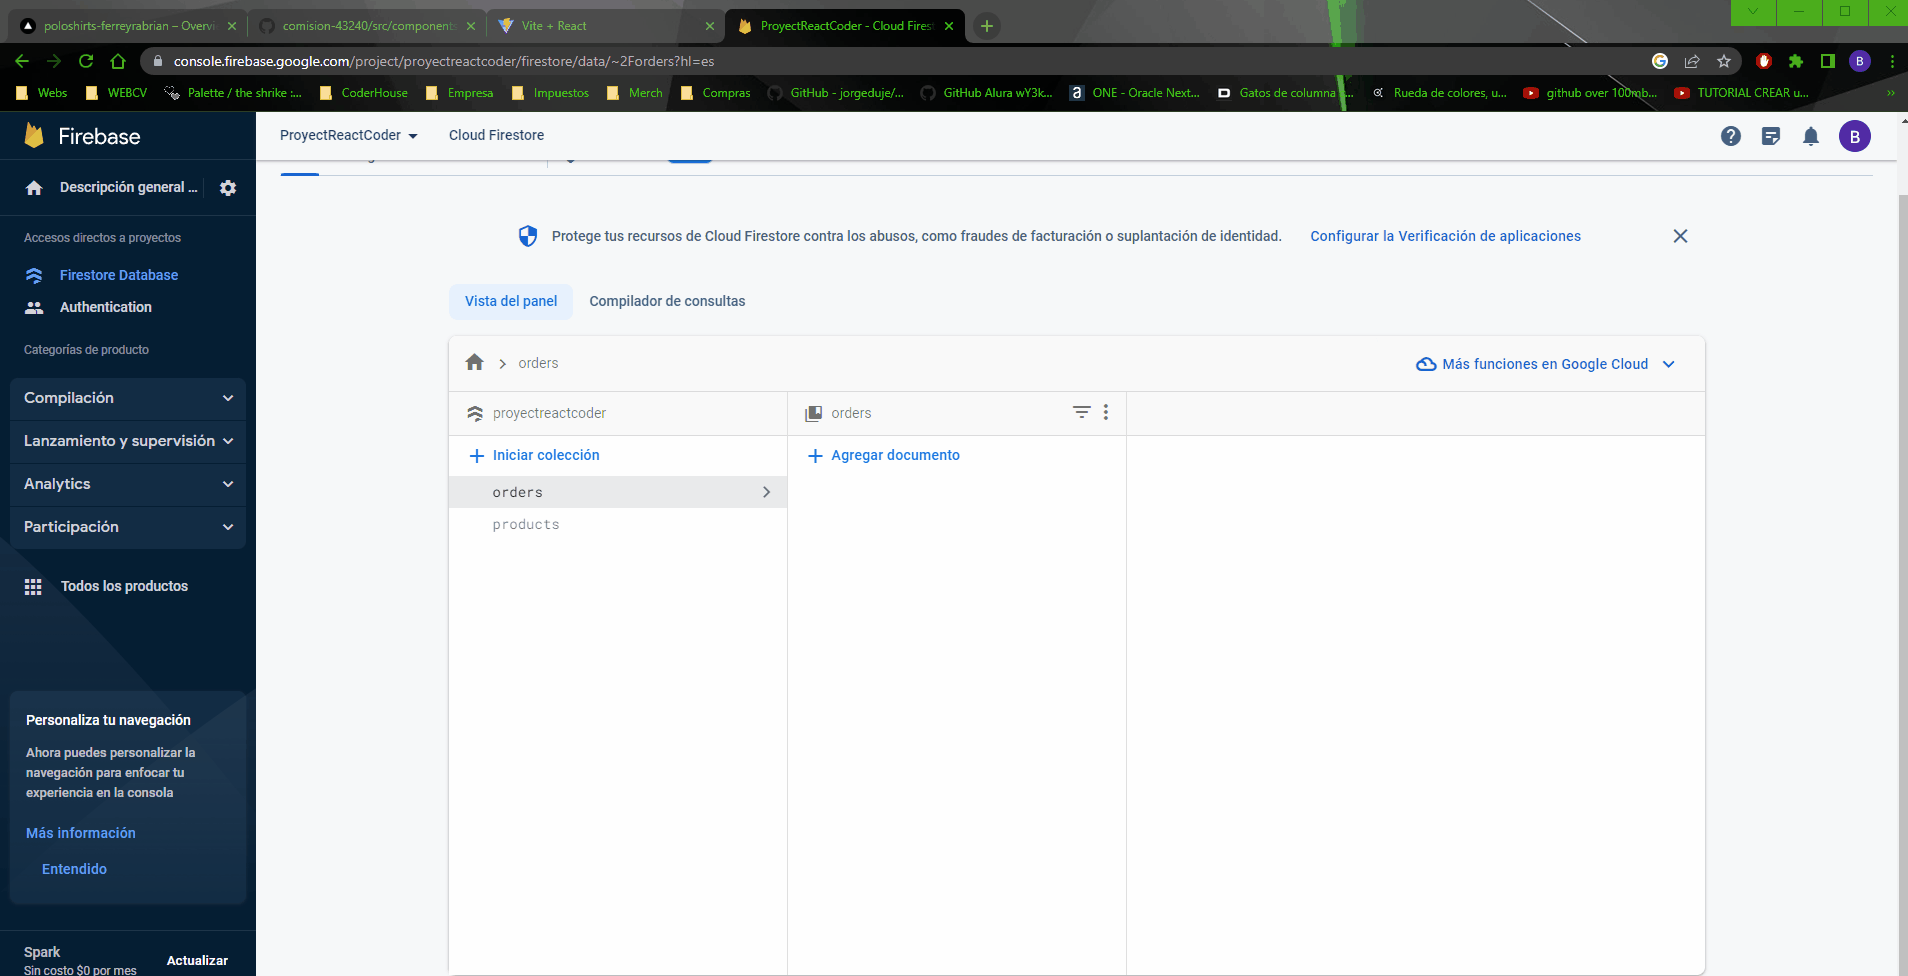 poloshirts-ferreyrabrian – Overvi
comision-43240/src/components
Vite + React
ProyectReactCoder - Cloud Fires
console.firebase.google.com/project/proyectreactcoder/firestore/data/~2Forders?hl=es
B
Webs
WEBCV
Palette / the shrike :...
CoderHouse
Empresa
Impuestos
Merch
Compras
GitHub - jorgeduje/...
GitHub Alura wY3k...
a
ONE - Oracle Next...
Gatos de columna t...
Rueda de colores, u...
github over 100mb...
TUTORIAL CREAR u...
»
Firebase
ProyectReactCoder
Cloud Firestore
B
Descripción general ...
Accesos directos a proyectos
Firestore Database
Authentication
Categorías de producto
Compilación
Lanzamiento y supervisión
Analytics
Participación
Todos los productos
Personaliza tu navegación
Ahora puedes personalizar la
navegación para enfocar tu
experiencia en la consola
Más información
Entendido
Spark
Sin costo $0 por mes
Actualizar
Protege tus recursos de Cloud Firestore contra los abusos, como fraudes de facturación o suplantación de identidad.
Configurar la Verificación de aplicaciones
Vista del panel
Compilador de consultas
orders
Más funciones en Google Cloud
proyectreactcoder
orders
Iniciar colección
Agregar documento
orders
products